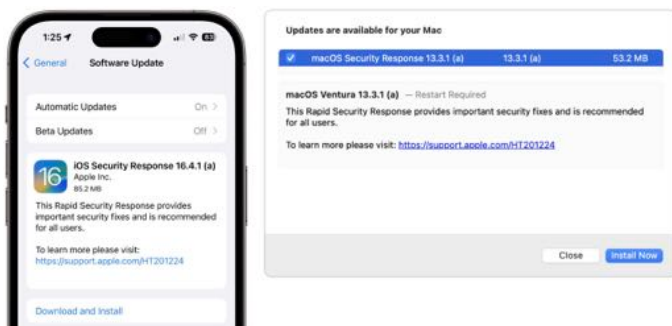 1:25
General
Software Update
Automatic Updates
On
Beta Updates
Off
16
iOS Security Response 16.4.1 (a)
Apple Inc.
85.2 MB
This Rapid Security Response provides
important security fixes and is recommended
for all users.
To learn more please visit:
https://support.apple.com/HT201224
Download and Install
Updates are available for your Mac
macOS Security Response 13.3.1 (a) 13.3.1 (a) 53.2 MB
macOS Ventura 13.3.1 (a) — Restart Required
This Rapid Security Response provides important security fixes and is recommended
for all users.
To learn more please visit: https://support.apple.com/HT201224
Close
Install Now